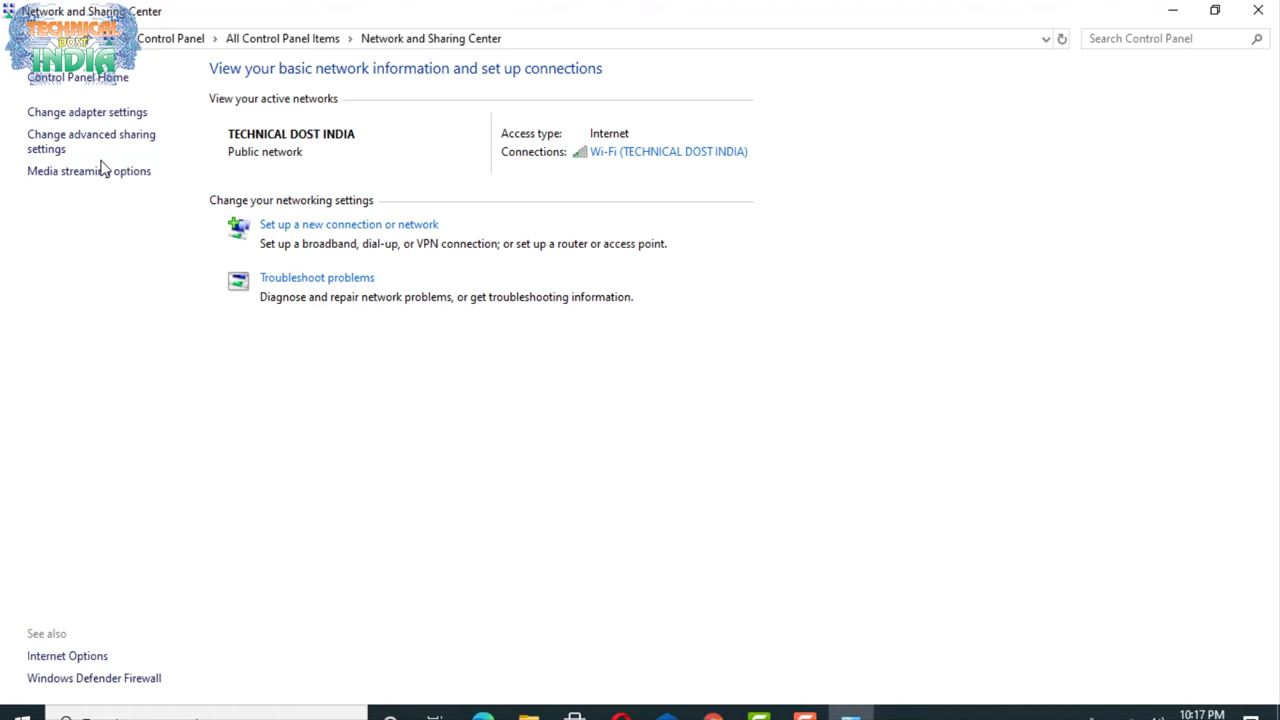 Network and Sharing Center
TECHNICAL
DOST
INDIA
Control Panel > All Control Panel Items > Network and Sharing Center
Search Control Panel
Control Panel Home
Change adapter settings
Change advanced sharing
settings
Media streaming options
View your basic network information and set up connections
View your active networks
TECHNICAL DOST INDIA
Public network
Access type: Internet
Connections: Wi-Fi (TECHNICAL DOST INDIA)
Change your networking settings
Set up a new connection or network
Set up a broadband, dial-up, or VPN connection; or set up a router or access point.
Troubleshoot problems
Diagnose and repair network problems, or get troubleshooting information.
See also
Internet Options
Windows Defender Firewall
10:17 PM